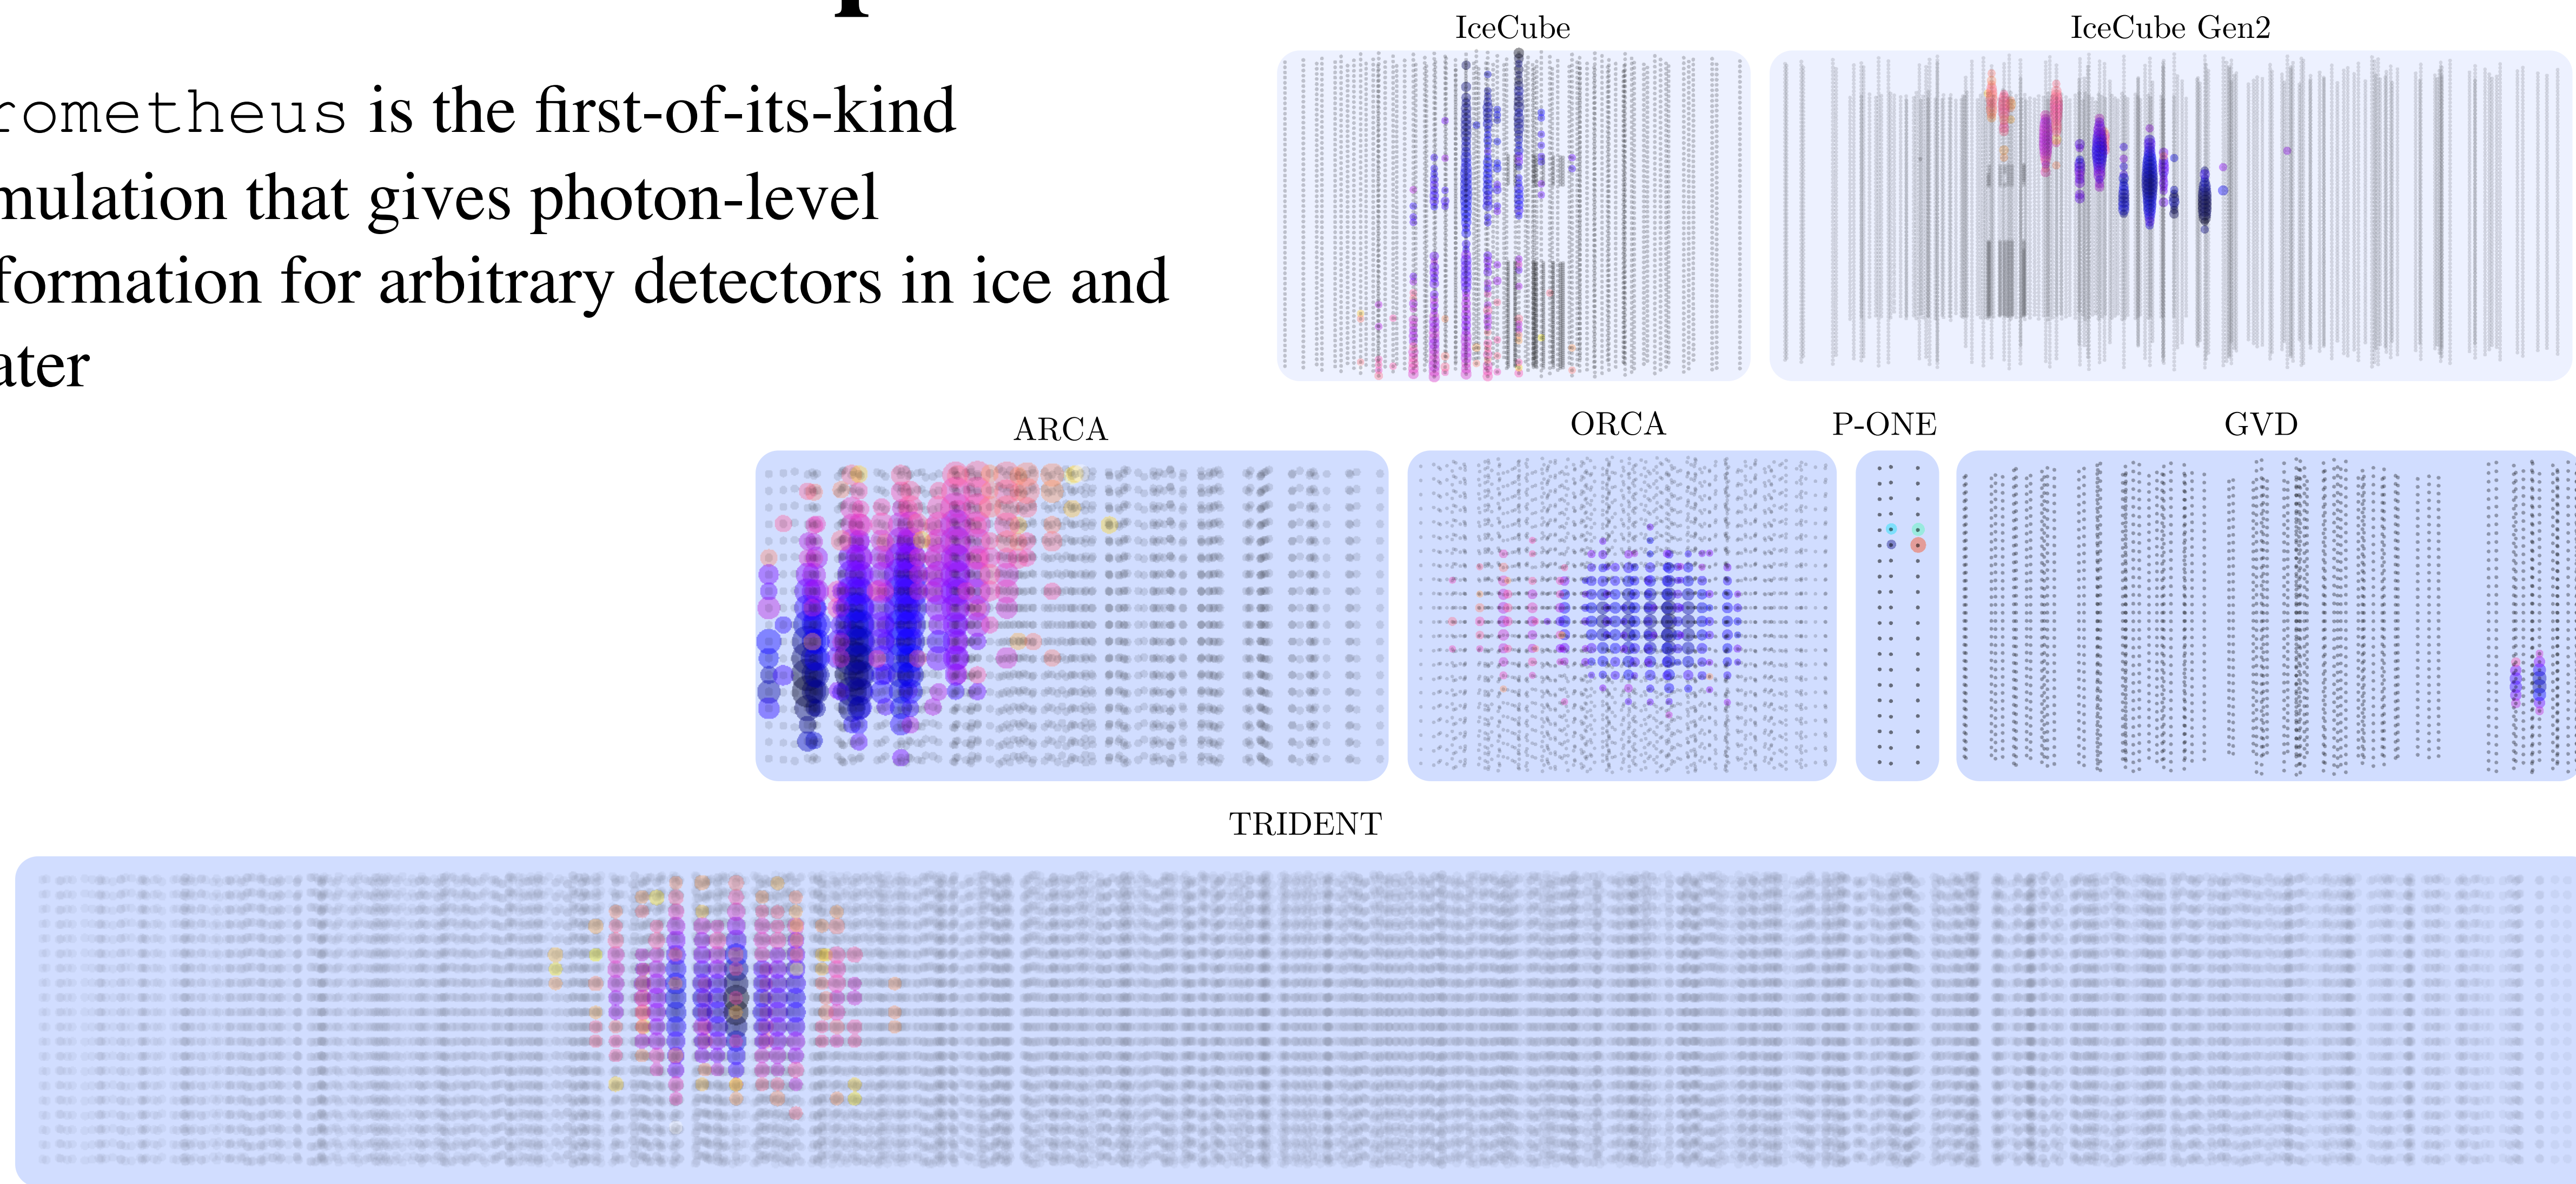 rometheus is the first-of-its-kind
mulation that gives photon-level
formation for arbitrary detectors in ice and
ater
IceCube
IceCube Gen2
ARCA
ORCA
P-ONE
GVD
TRIDENT